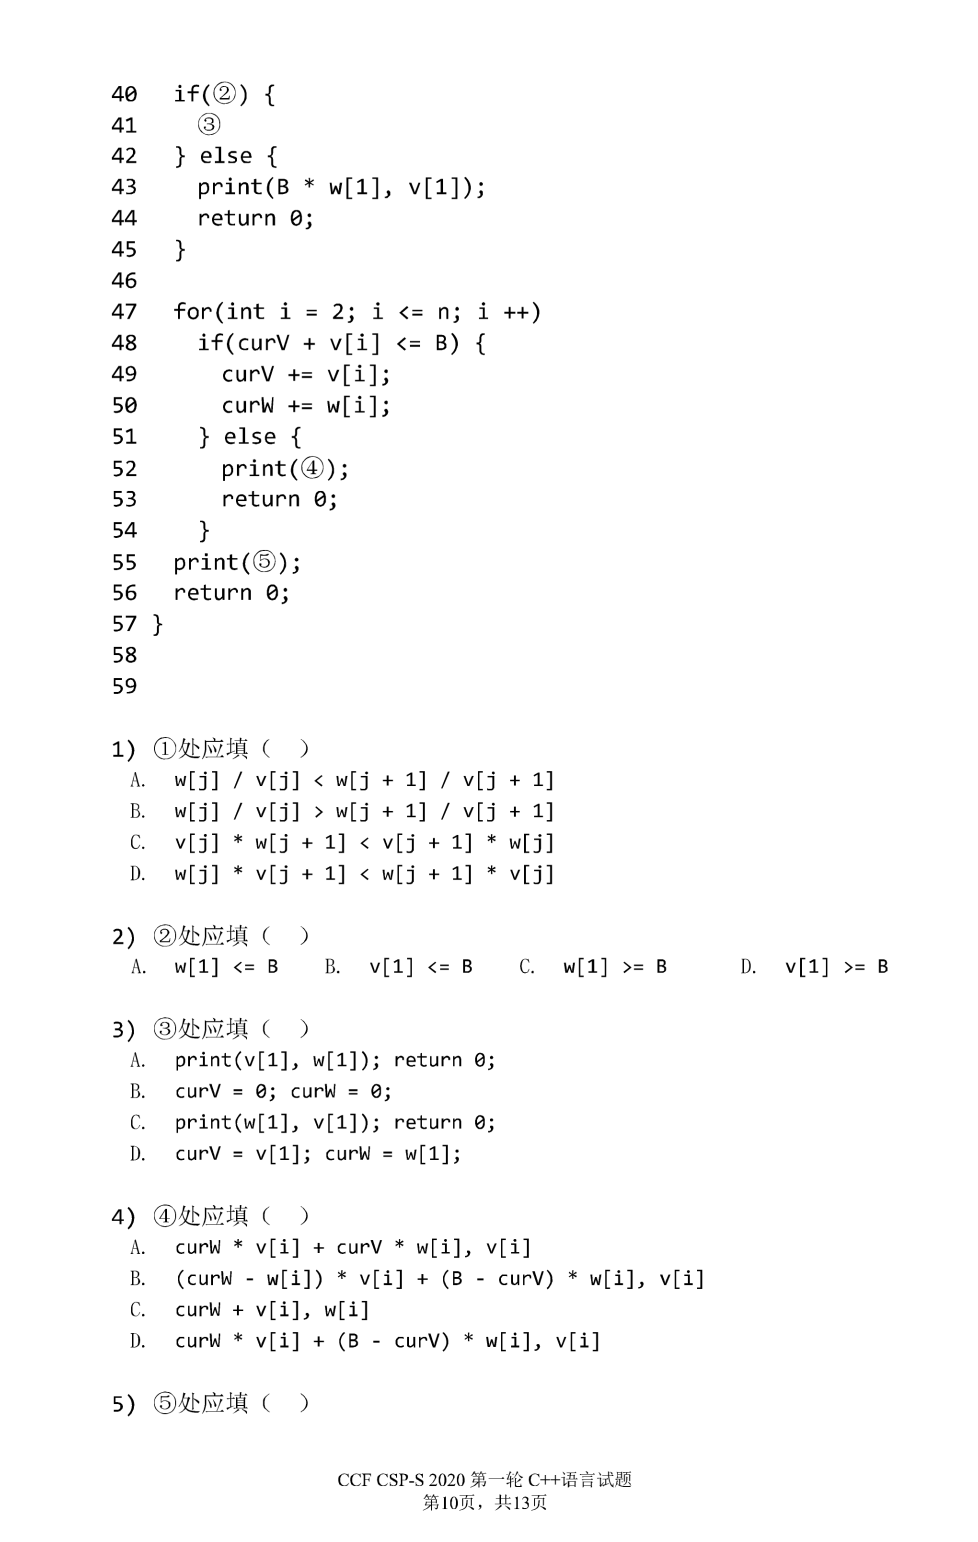 40 if(②) {
41 ③
42 } else {
43 print(B * w[1], v[1]);
44 return 0;
45 }
46
47 for(int i = 2; i <= n; i ++)
48 if(curV + v[i] <= B) {
49 curV += v[i];
50 curW += w[i];
51 } else {
52 print(④);
53 return 0;
54 }
55 print(⑤);
56 return 0;
57 }
58
59
1) ①处应填（ ）
A. w[j] / v[j] < w[j + 1] / v[j + 1]
B. w[j] / v[j] > w[j + 1] / v[j + 1]
C. v[j] * w[j + 1] < v[j + 1] * w[j]
D. w[j] * v[j + 1] < w[j + 1] * v[j]
2) ②处应填（ ）
A. w[1] <= B B. v[1] <= B C. w[1] >= B D. v[1] >= B
3) ③处应填（ ）
A. print(v[1], w[1]); return 0;
B. curV = 0; curW = 0;
C. print(w[1], v[1]); return 0;
D. curV = v[1]; curW = w[1];
4) ④处应填（ ）
A. curW * v[i] + curV * w[i], v[i]
B. (curW - w[i]) * v[i] + (B - curV) * w[i], v[i]
C. curW + v[i], w[i]
D. curW * v[i] + (B - curV) * w[i], v[i]
5) ⑤处应填（ ）
CCF CSP-S 2020 第一轮 C++语言试题
第10页，共13页